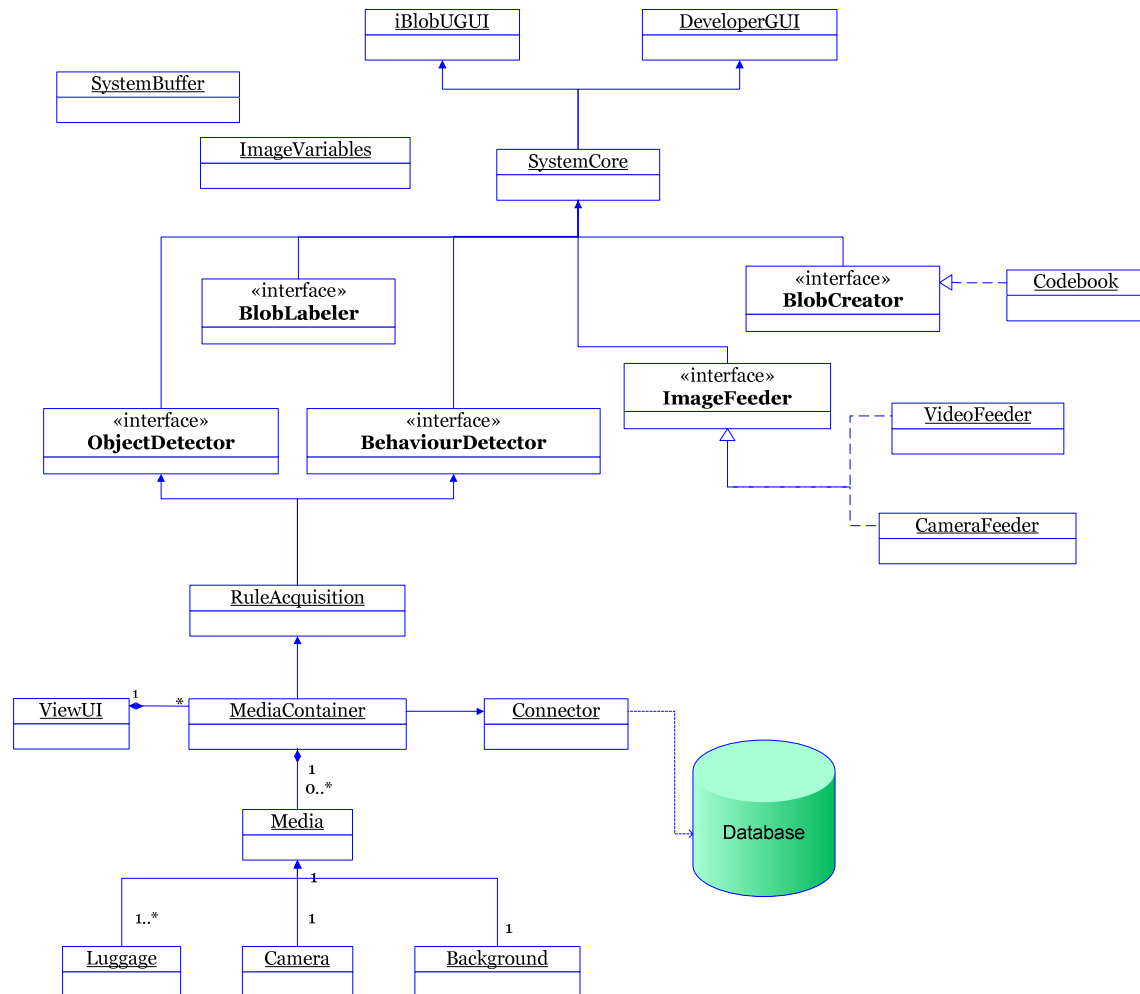 iBlobUGUI
DeveloperGUI
SystemBuffer
ImageVariables
SystemCore
«interface»
BlobLabeler
«interface»
BlobCreator
Codebook
«interface»
ImageFeeder
«interface»
ObjectDetector
«interface»
BehaviourDetector
VideoFeeder
CameraFeeder
RuleAcquisition
1
*
ViewUI
MediaContainer
Connector
1
0..*
Media
Database
1
1..*
1
1
Luggage
Camera
Background